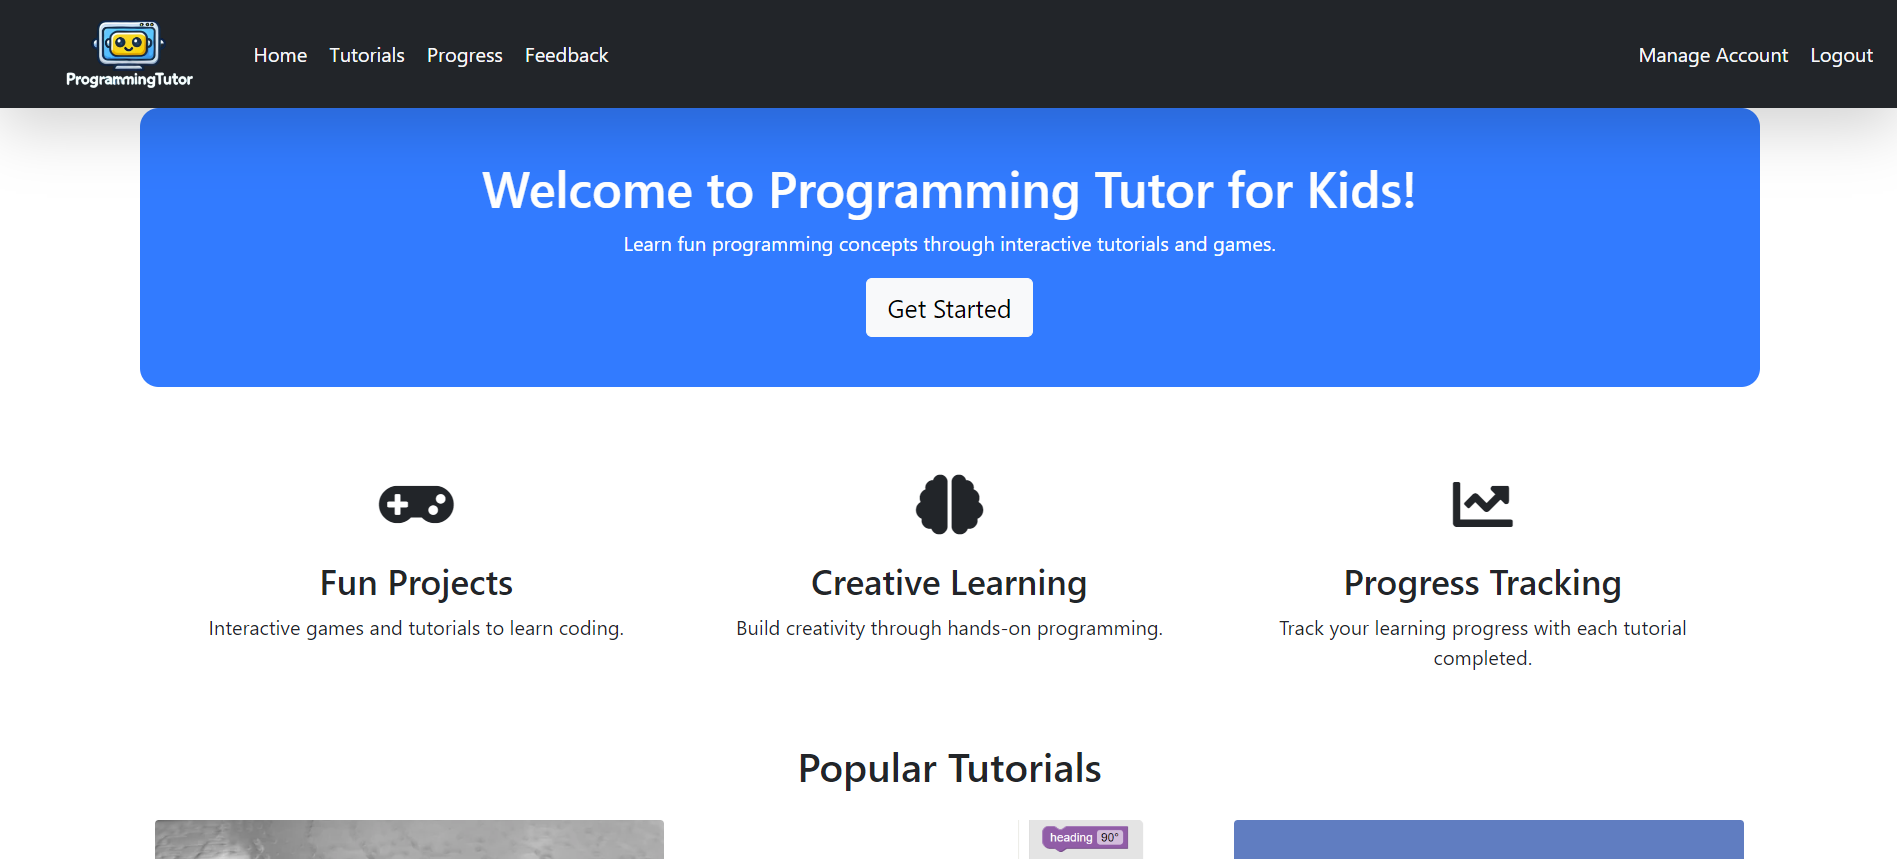 ProgrammingTutor
Home Tutorials Progress Feedback Manage Account Logout
Welcome to Programming Tutor for Kids!
Learn fun programming concepts through interactive tutorials and games.
Get Started
Fun Projects
Interactive games and tutorials to learn coding.
Creative Learning
Build creativity through hands-on programming.
Progress Tracking
Track your learning progress with each tutorial
completed.
Popular Tutorials
heading 90°